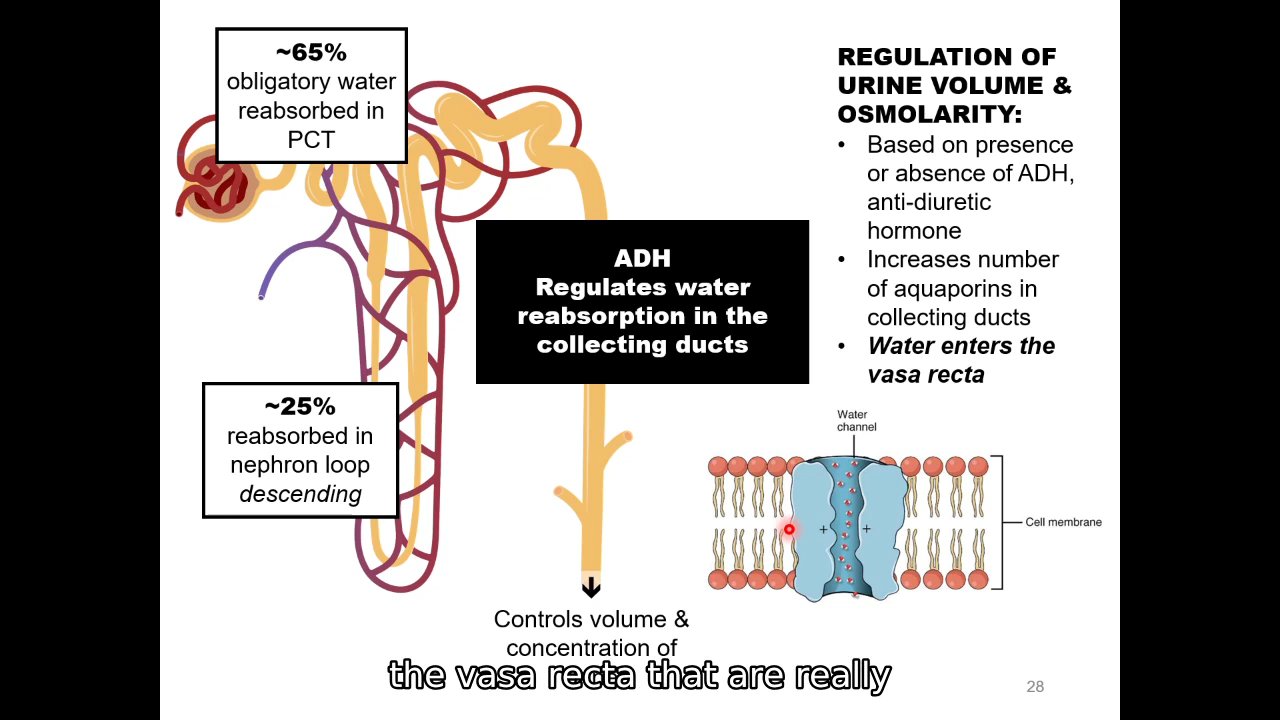 ~65%
obligatory water
reabsorbed in
PCT
REGULATION OF
URINE VOLUME &
OSMOLARITY:
• Based on presence
or absence of ADH,
anti-diuretic
hormone
• Increases number
of aquaporins in
collecting ducts
• Water enters the
vasa recta
ADH
Regulates water
reabsorption in the
collecting ducts
~25%
reabsorbed in
nephron loop
descending
Water
channel
+ +
Cell membrane
Controls volume &
concentration of
the vasa recta that are really
28